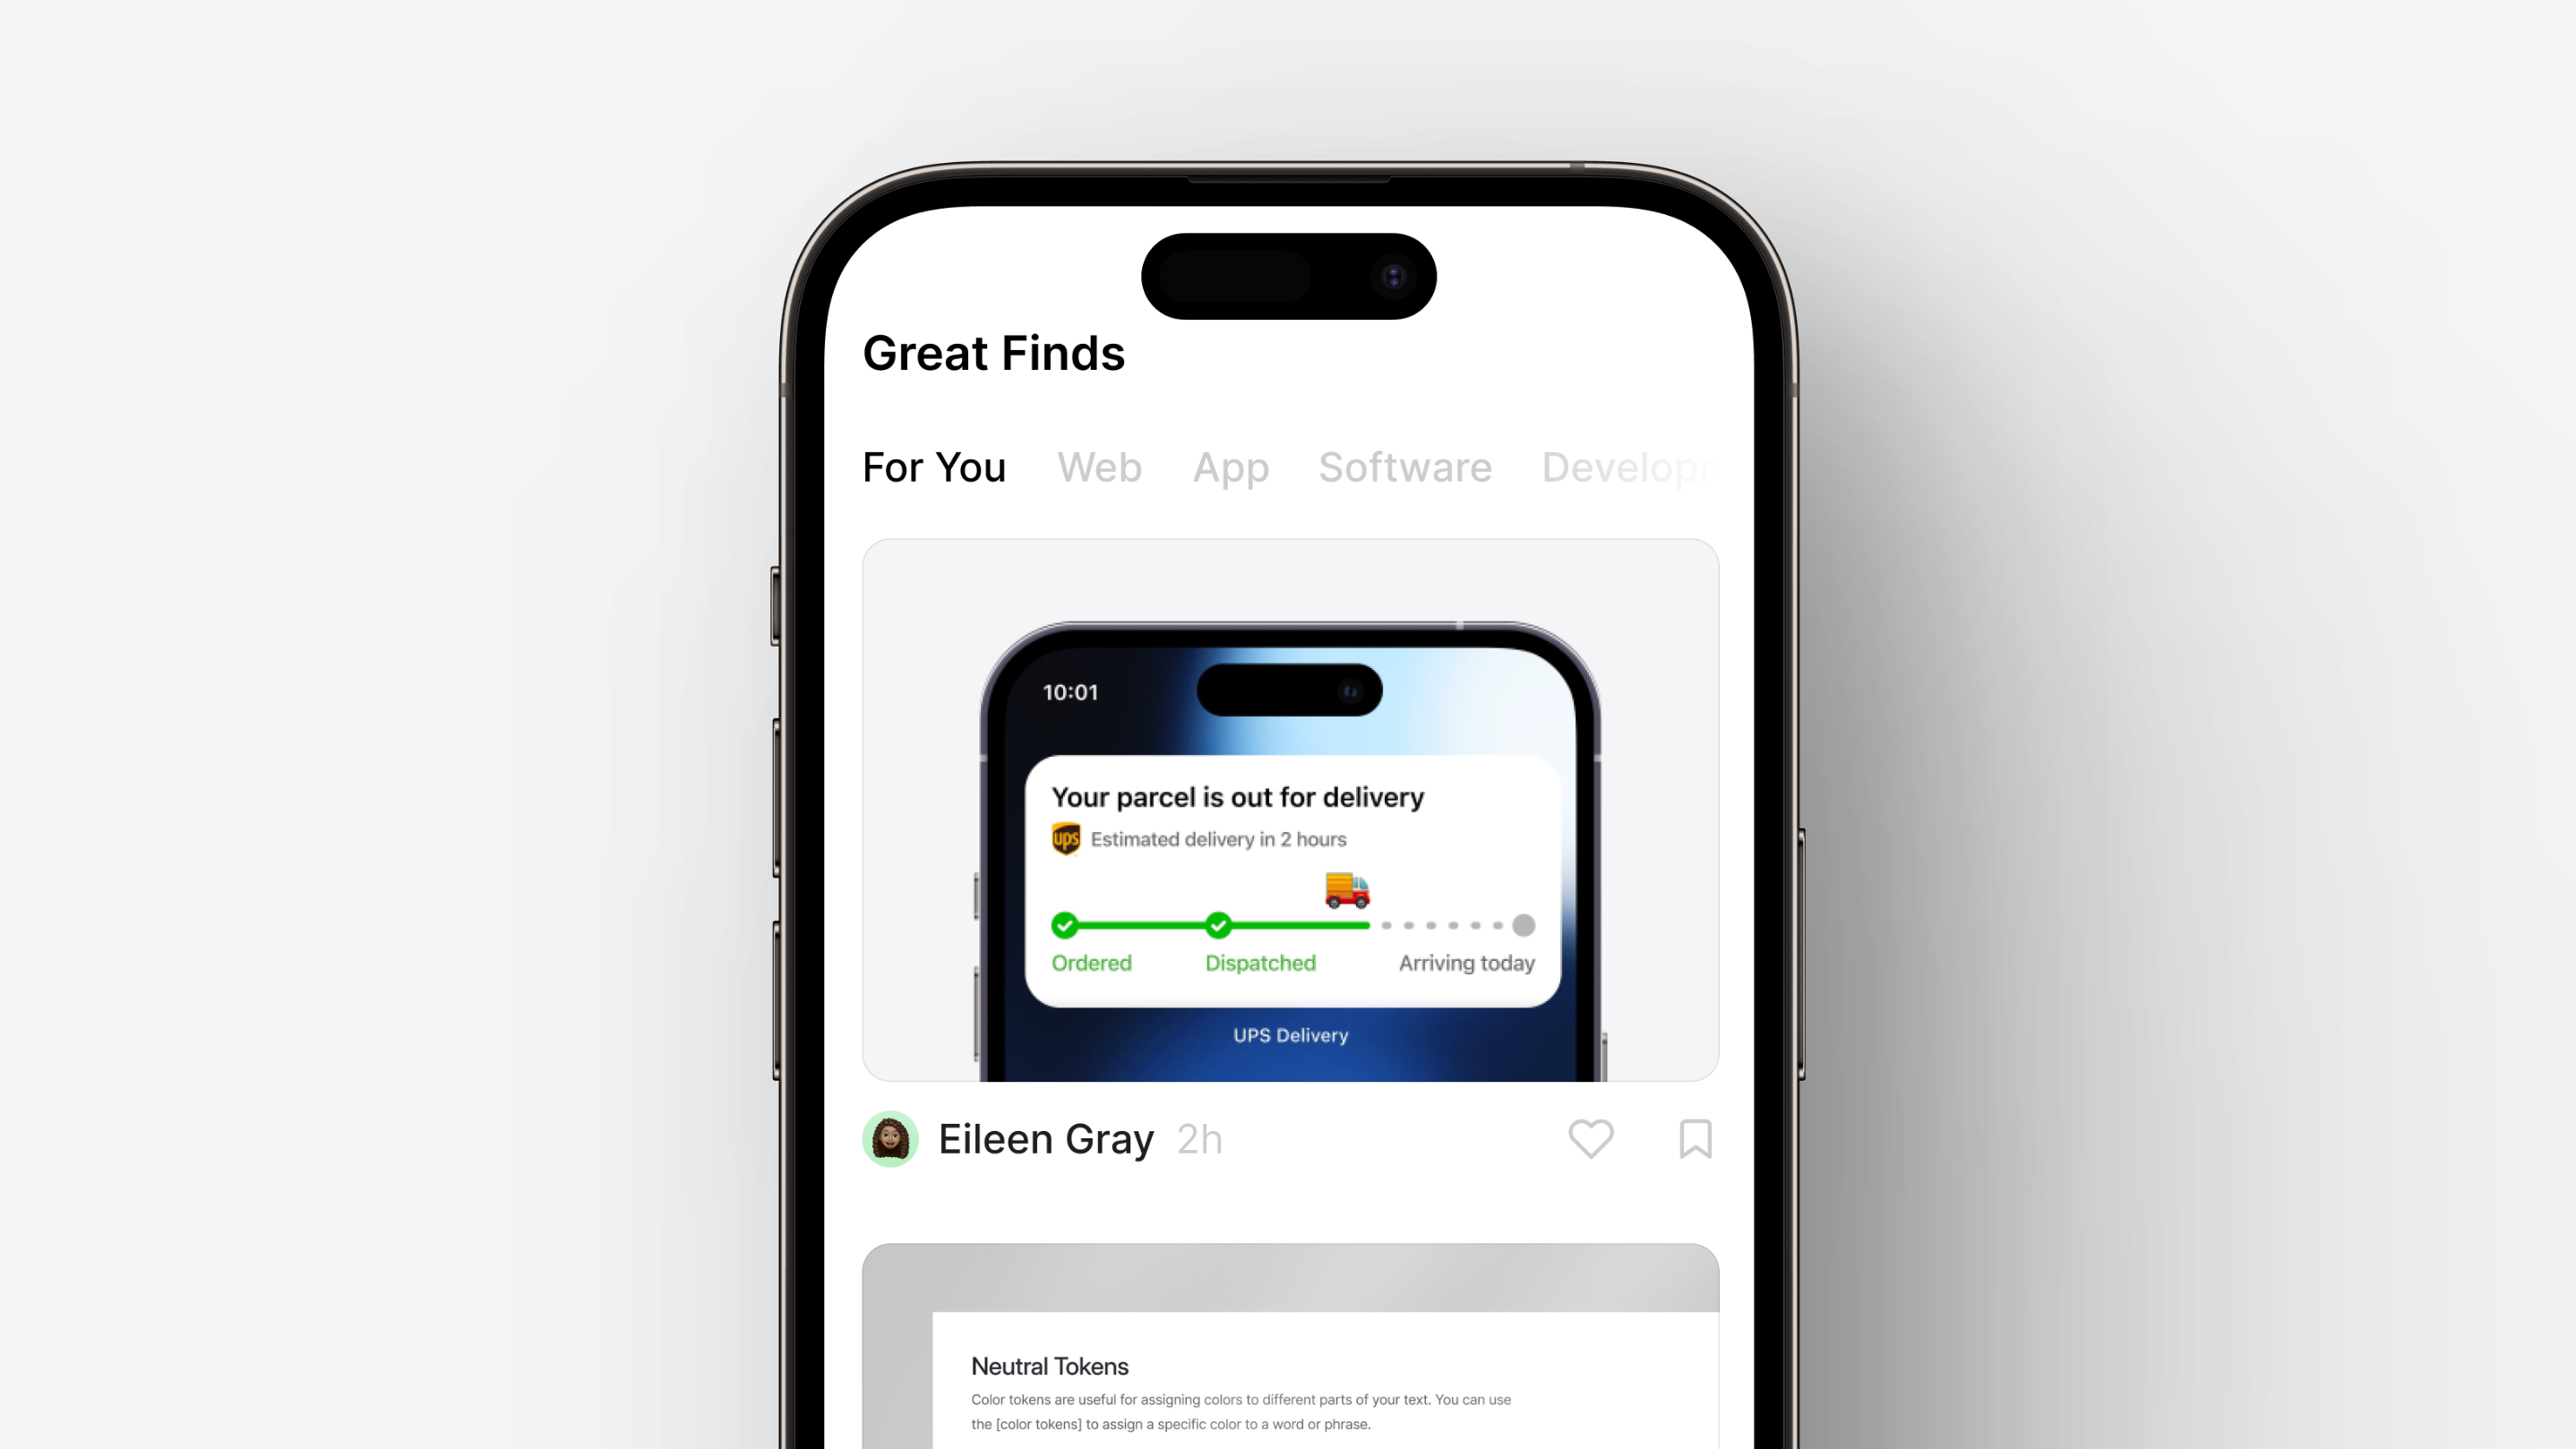 Great Finds
For You Web App Software
10:01
Your parcel is out for delivery
ups Estimated delivery in 2 hours
Ordered Dispatched Arriving today
UPS Delivery
Eileen Gray 2h
Neutral Tokens
Color tokens are useful for assigning colors to different parts of your text. You can use
the [color tokens] to assign a specific color to a word or phrase.